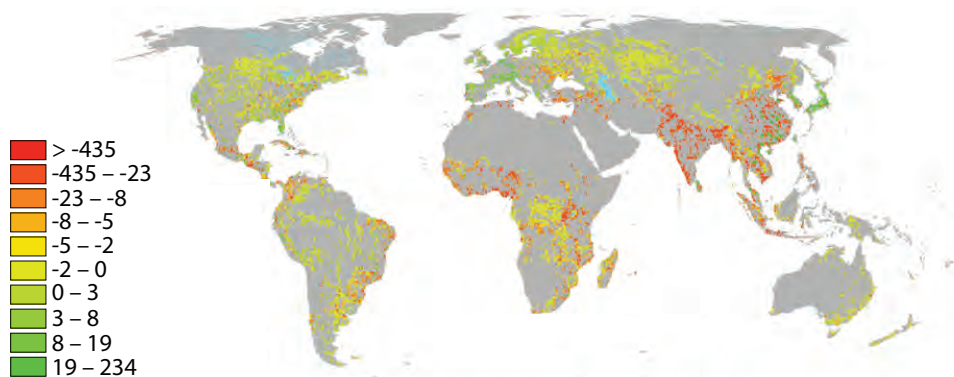 > -435
-435 – -23
-23 – -8
-8 – -5
-5 – -2
-2 – 0
0 – 3
3 – 8
8 – 19
19 – 234